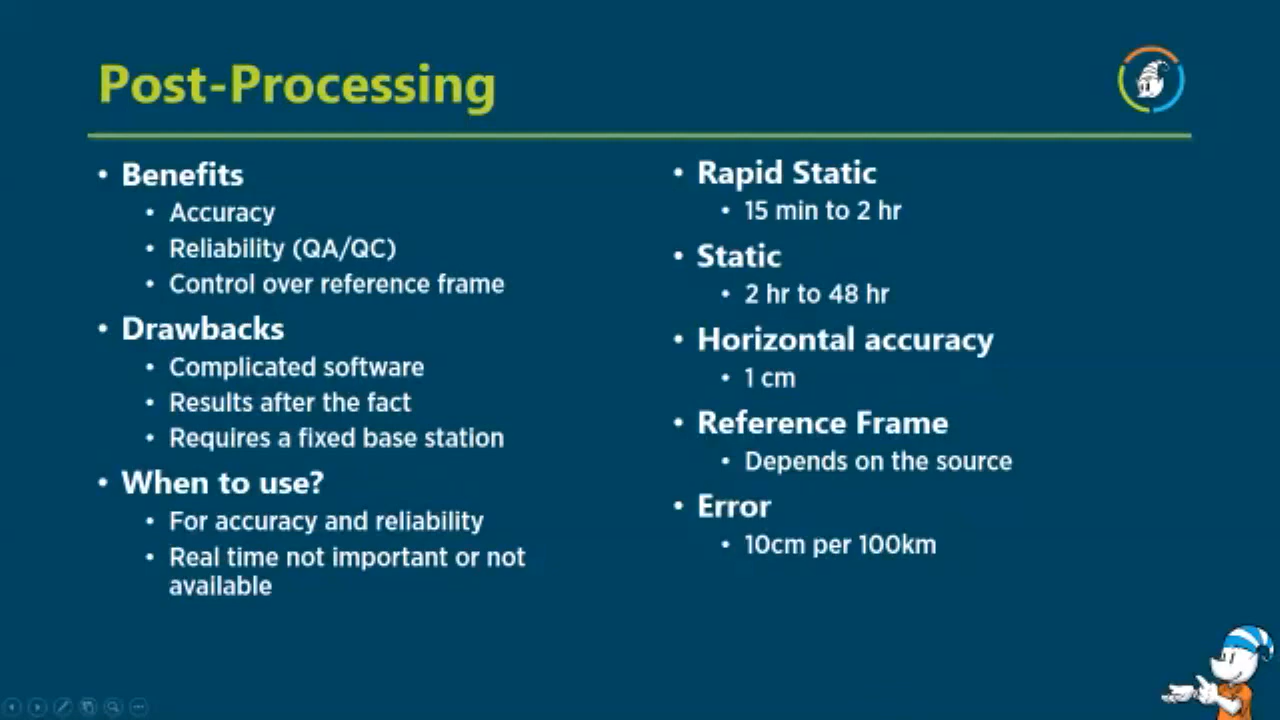 Post-Processing
• Benefits
• Accuracy
• Reliability (QA/QC)
• Control over reference frame
• Drawbacks
• Complicated software
• Results after the fact
• Requires a fixed base station
• When to use?
• For accuracy and reliability
• Real time not important or not
available
• Rapid Static
• 15 min to 2 hr
• Static
• 2 hr to 48 hr
• Horizontal accuracy
• 1 cm
• Reference Frame
• Depends on the source
• Error
• 10cm per 100km